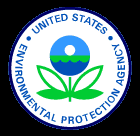 UNITED STATES
ENVIRONMENTAL PROTECTION AGENCY